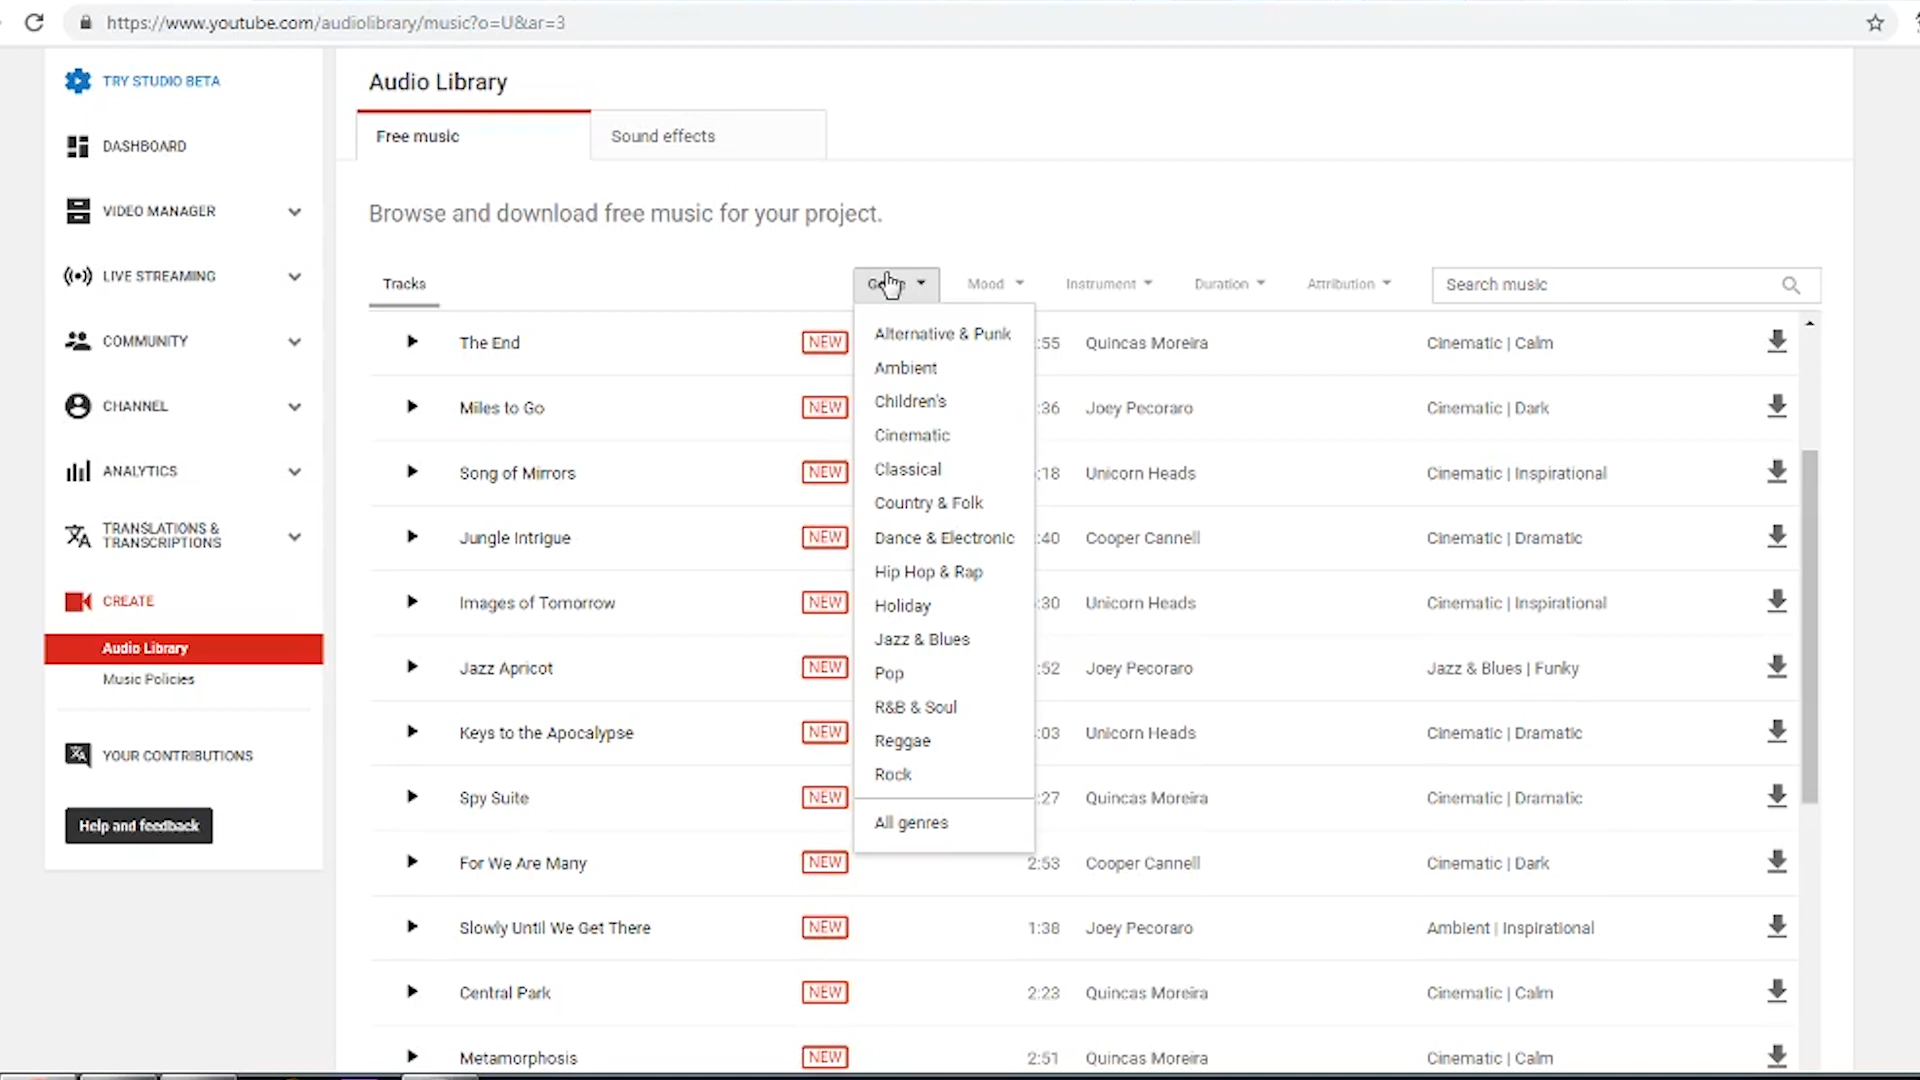 https://www.youtube.com/audiolibrary/music?o=U&ar=3
TRY STUDIO BETA
DASHBOARD
VIDEO MANAGER
LIVE STREAMING
COMMUNITY
CHANNEL
ANALYTICS
TRANSLATIONS &
TRANSCRIPTIONS
CREATE
Audio Library
Music Policies
YOUR CONTRIBUTIONS
Help and feedback
Audio Library
Free music
Sound effects
Browse and download free music for your project.
Tracks
Mood
Instrument
Duration
Attribution
Search music
Alternative & Punk
Ambient
Children's
Cinematic
Classical
Country & Folk
Dance & Electronic
Hip Hop & Rap
Holiday
Jazz & Blues
Pop
R&B & Soul
Reggae
Rock
All genres
The End NEW :55 Quincas Moreira Cinematic | Calm
Miles to Go NEW :36 Joey Pecoraro Cinematic | Dark
Song of Mirrors NEW :18 Unicorn Heads Cinematic | Inspirational
Jungle Intrigue NEW :40 Cooper Cannell Cinematic | Dramatic
Images of Tomorrow NEW :30 Unicorn Heads Cinematic | Inspirational
Jazz Apricot NEW :52 Joey Pecoraro Jazz & Blues | Funky
Keys to the Apocalypse NEW :03 Unicorn Heads Cinematic | Dramatic
Spy Suite NEW :27 Quincas Moreira Cinematic | Dramatic
For We Are Many NEW 2:53 Cooper Cannell Cinematic | Dark
Slowly Until We Get There NEW 1:38 Joey Pecoraro Ambient | Inspirational
Central Park NEW 2:23 Quincas Moreira Cinematic | Calm
Metamorphosis NEW 2:51 Quincas Moreira Cinematic | Calm